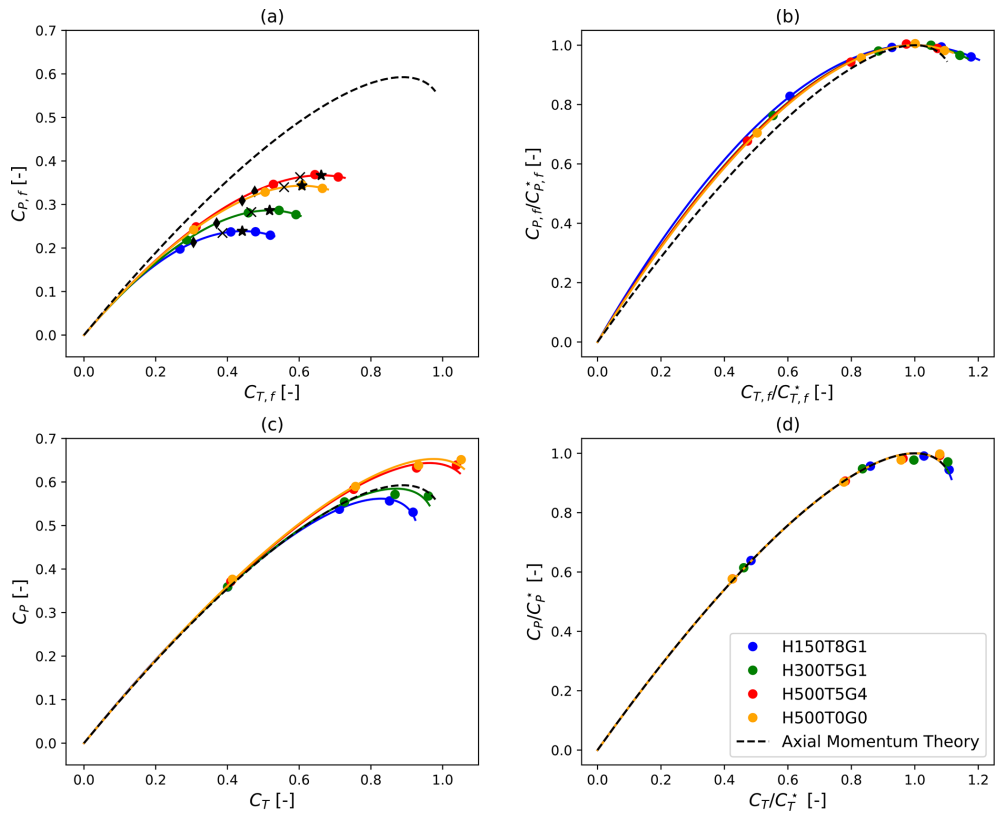 (a)
0.7
0.6
0.5
0.4
0.3
0.2
0.1
0.0
C_{P,f} [-]
0.0 0.2 0.4 0.6 0.8 1.0
C_{T,f} [-]
(b)
1.0
0.8
0.6
0.4
0.2
0.0
C_{P,f}/C^⋆_{P,f} [-]
0.0 0.2 0.4 0.6 0.8 1.0 1.2
C_{T,f}/C^⋆_{T,f} [-]
(c)
0.7
0.6
0.5
0.4
0.3
0.2
0.1
0.0
C_P [-]
0.0 0.2 0.4 0.6 0.8 1.0
C_T [-]
(d)
1.0
0.8
0.6
0.4
0.2
0.0
C_P/C_P^⋆ [-]
H150T8G1
H300T5G1
H500T5G4
H500T0G0
Axial Momentum Theory
0.0 0.2 0.4 0.6 0.8 1.0 1.2
C_T/C_T^⋆ [-]